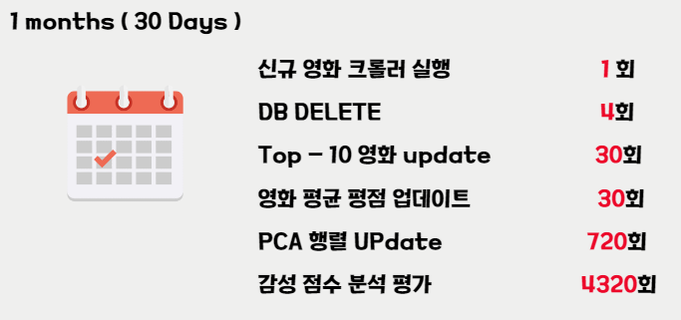 1 months ( 30 Days )
신규 영화 크롤러 실행 1 회
DB DELETE 4회
Top - 10 영화 update 30회
영화 평균 평점 업데이트 30회
PCA 행렬 UPdate 720회
감성 점수 분석 평가 4320회